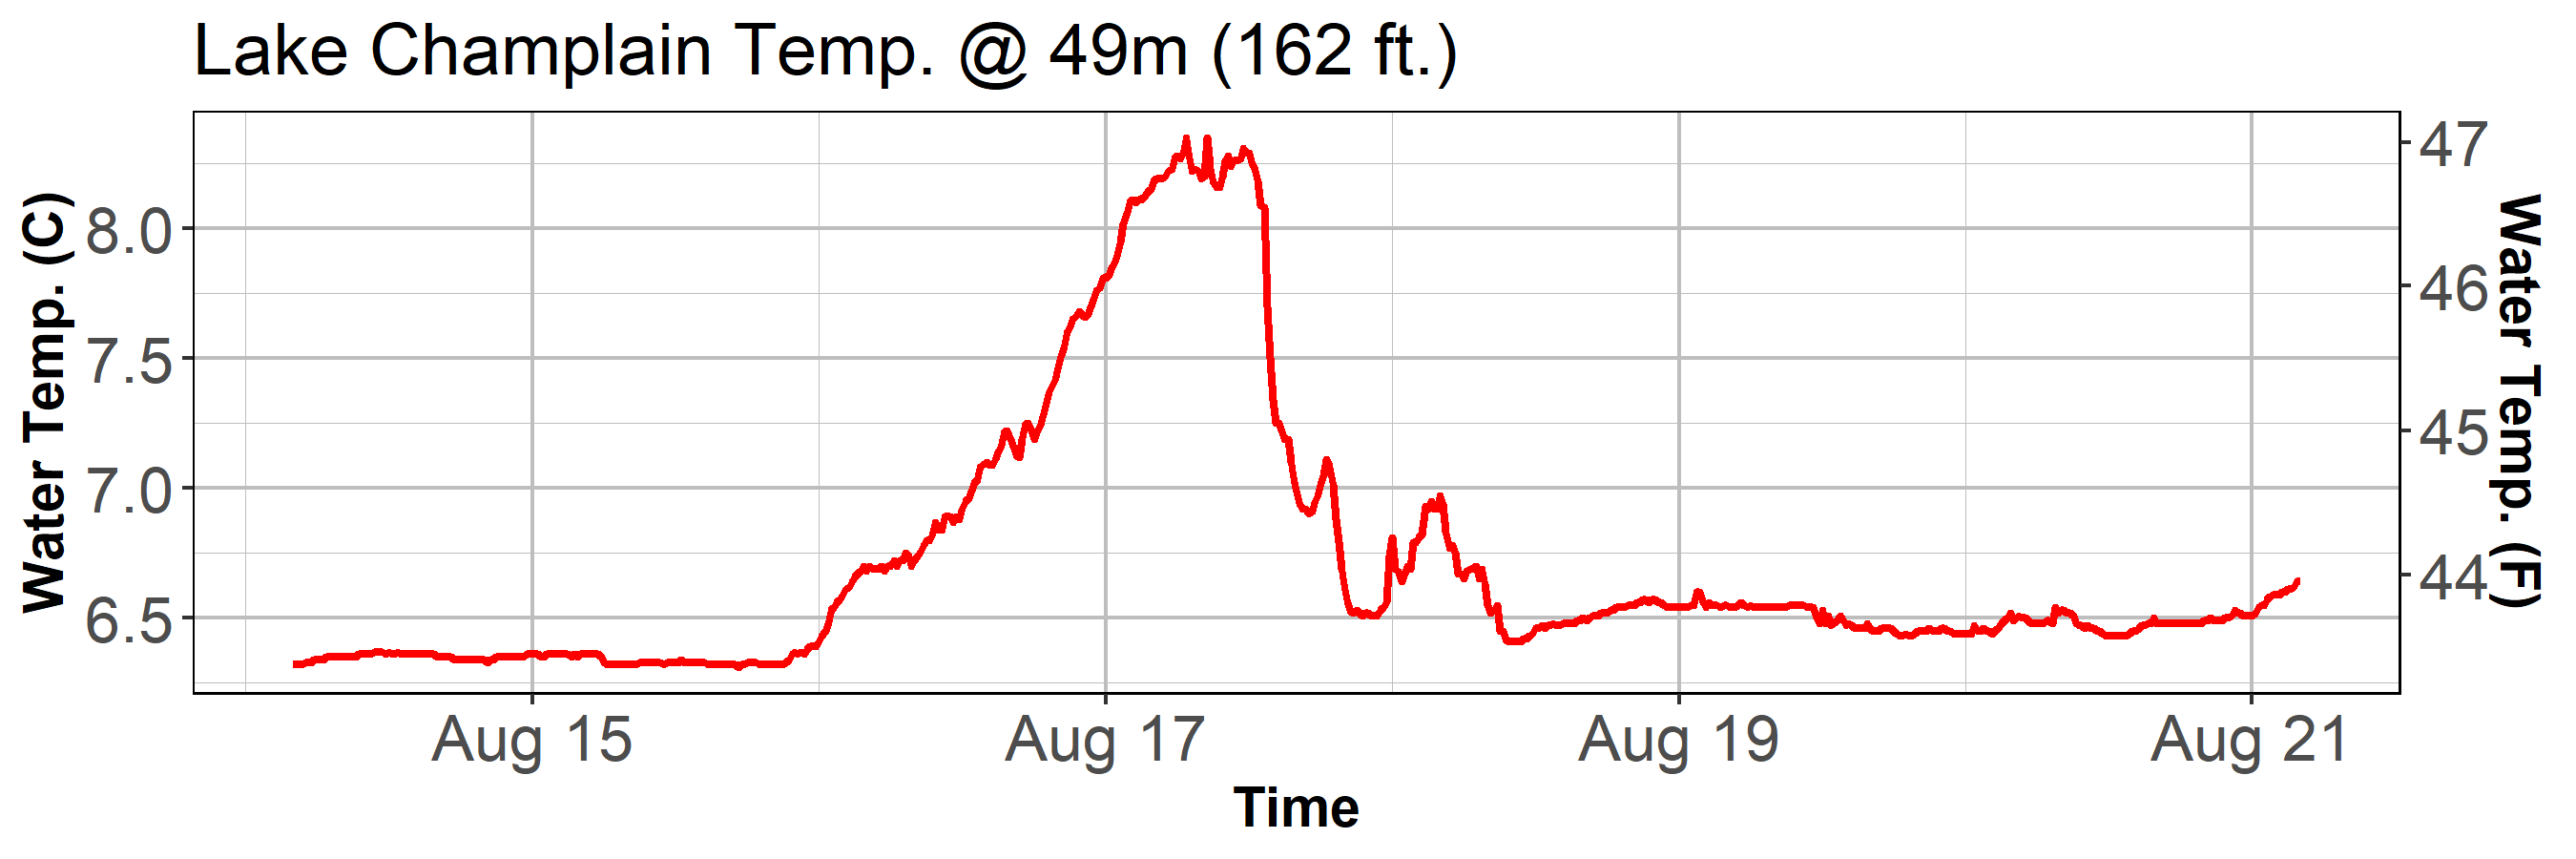 Lake Champlain Temp. @ 49m (162 ft.)
Water Temp. (C)
8.0
7.5
7.0
6.5
47
46
45
44
Water Temp. (F)
Aug 15
Aug 17
Aug 19
Aug 21
Time